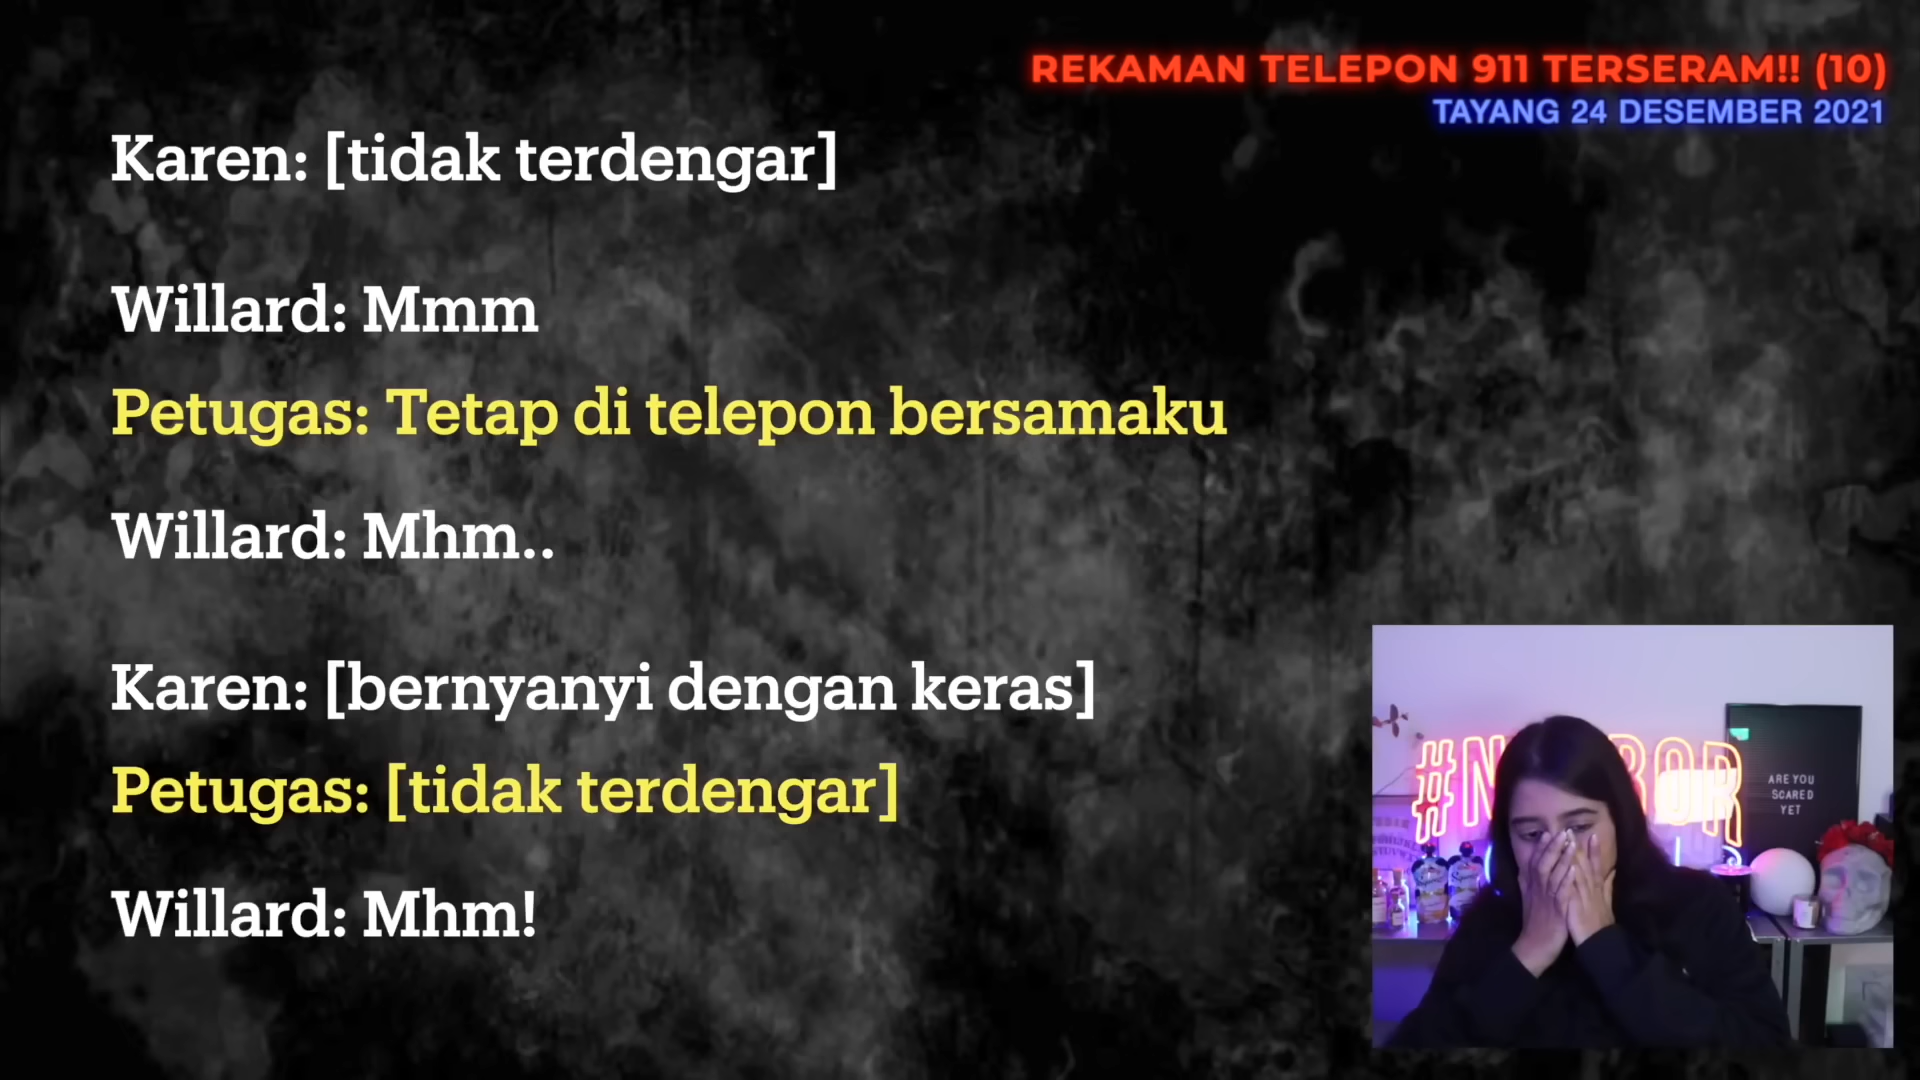 REKAMAN TELEPON 911 TERSERAM!! (10)
TAYANG 24 DESEMBER 2021
Karen: [tidak terdengar]
Willard: Mmm
Petugas: Tetap di telepon bersamaku
Willard: Mhm..
Karen: [bernyanyi dengan keras]
Petugas: [tidak terdengar]
Willard: Mhm!
ARE YOU
SCARED
YET